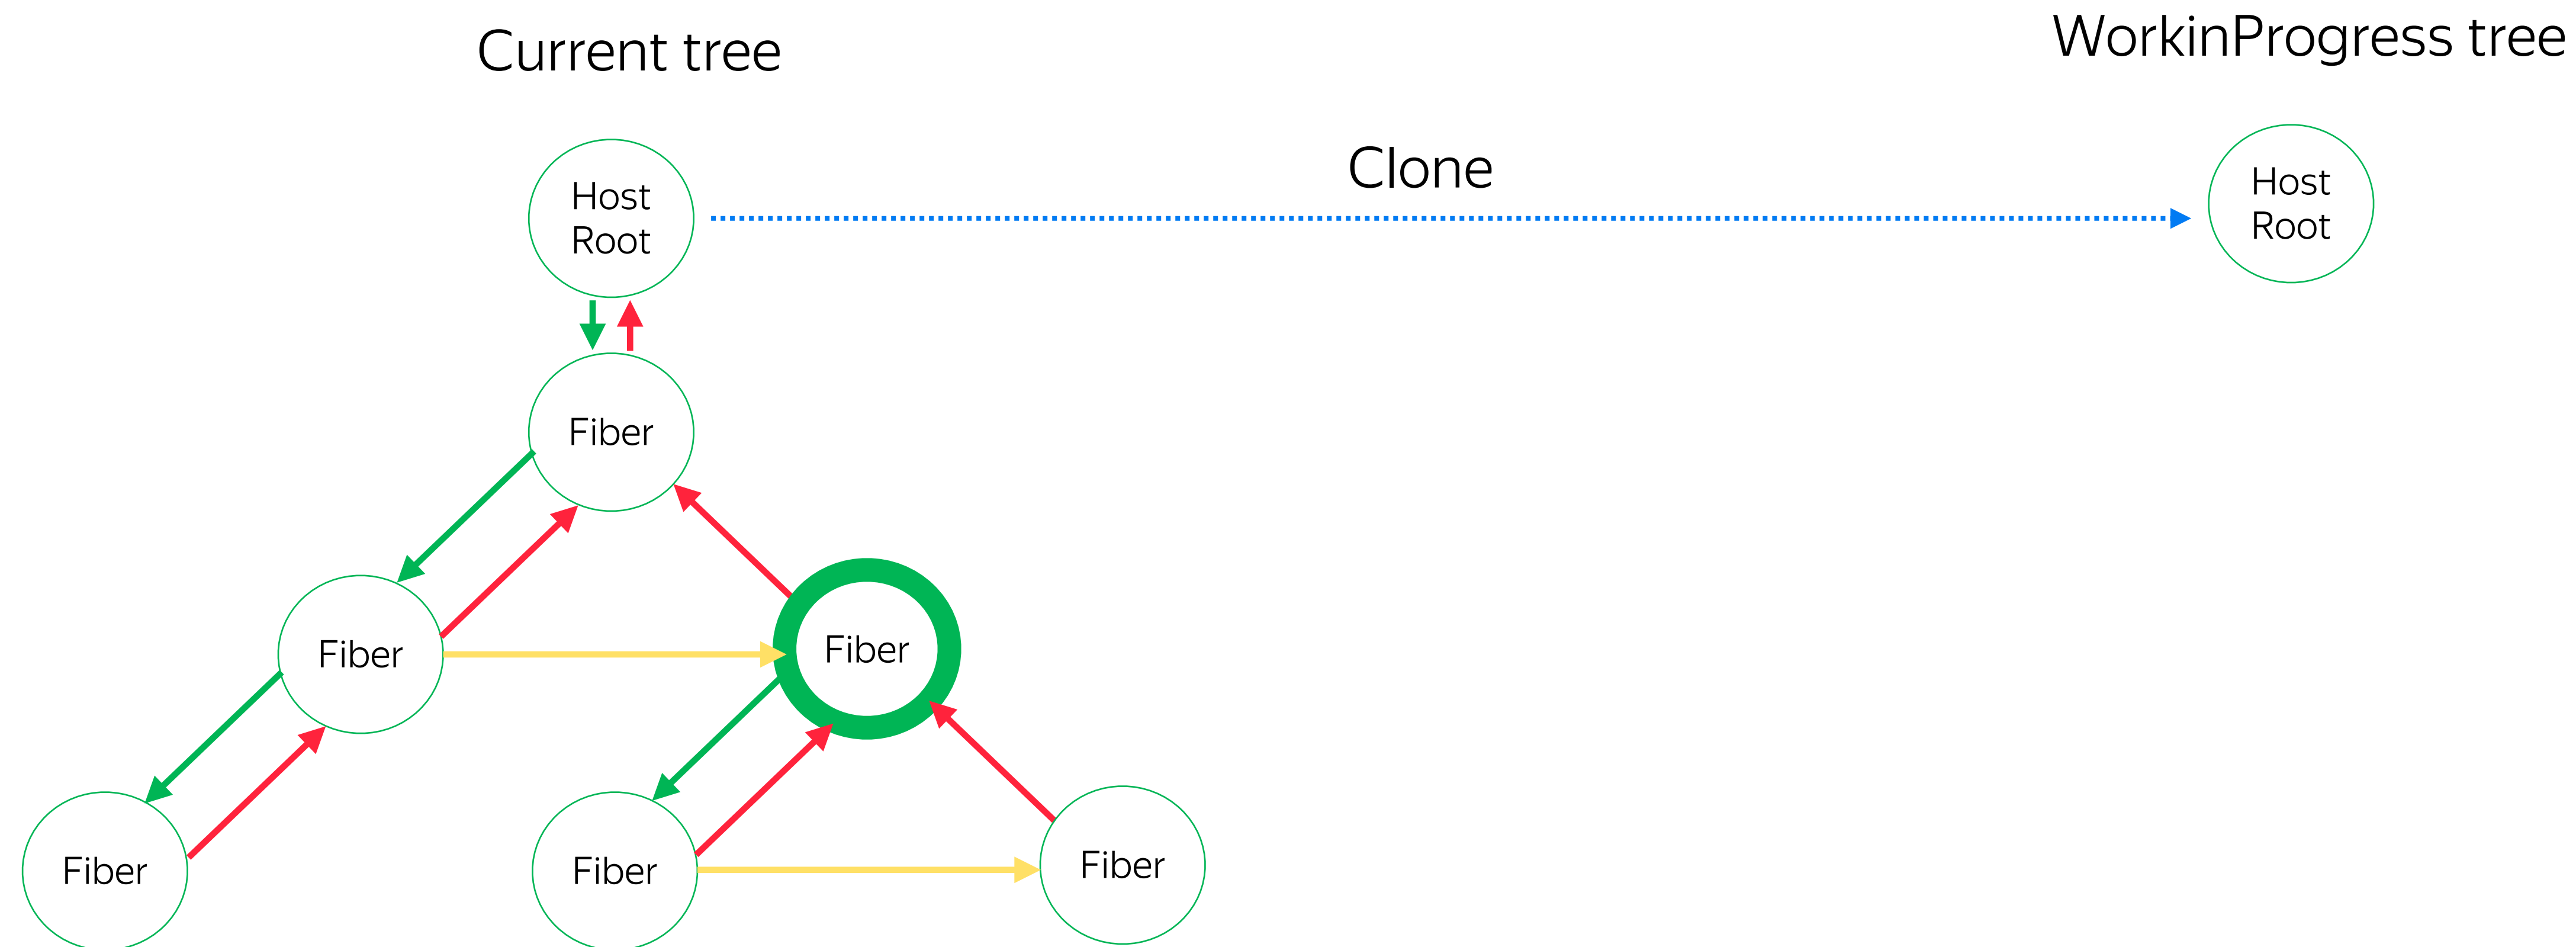 Current tree
WorkinProgress tree
Clone
Host
Root
Host
Root
Fiber
Fiber
Fiber
Fiber
Fiber
Fiber